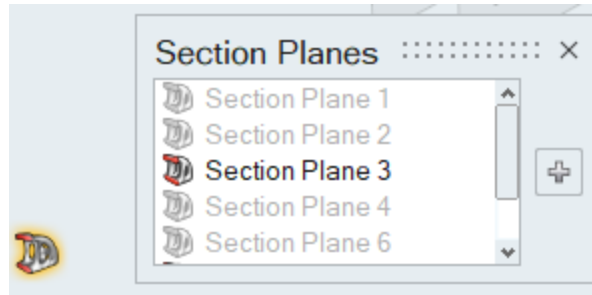 Section Planes
Section Plane 1
Section Plane 2
Section Plane 3
Section Plane 4
Section Plane 6